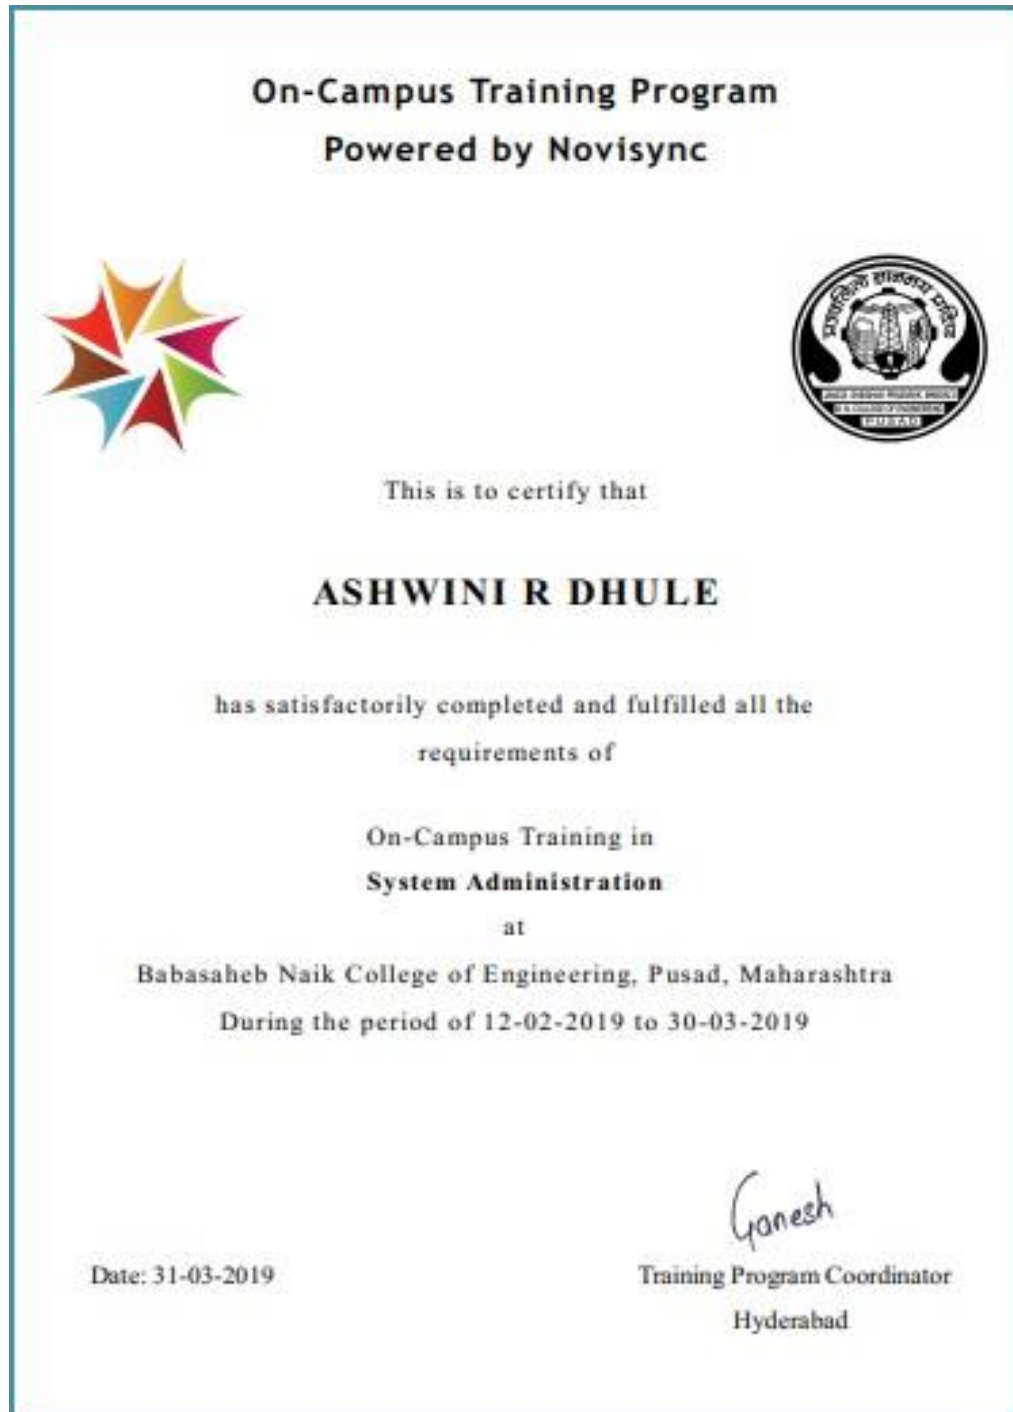 On-Campus Training Program
Powered by Novisync
PUSAD
This is to certify that
ASHWINI R DHULE
has satisfactorily completed and fulfilled all the
requirements of
On-Campus Training in
System Administration
at
Babasaheb Naik College of Engineering, Pusad, Maharashtra
During the period of 12-02-2019 to 30-03-2019
Ganesh
Date: 31-03-2019
Training Program Coordinator
Hyderabad